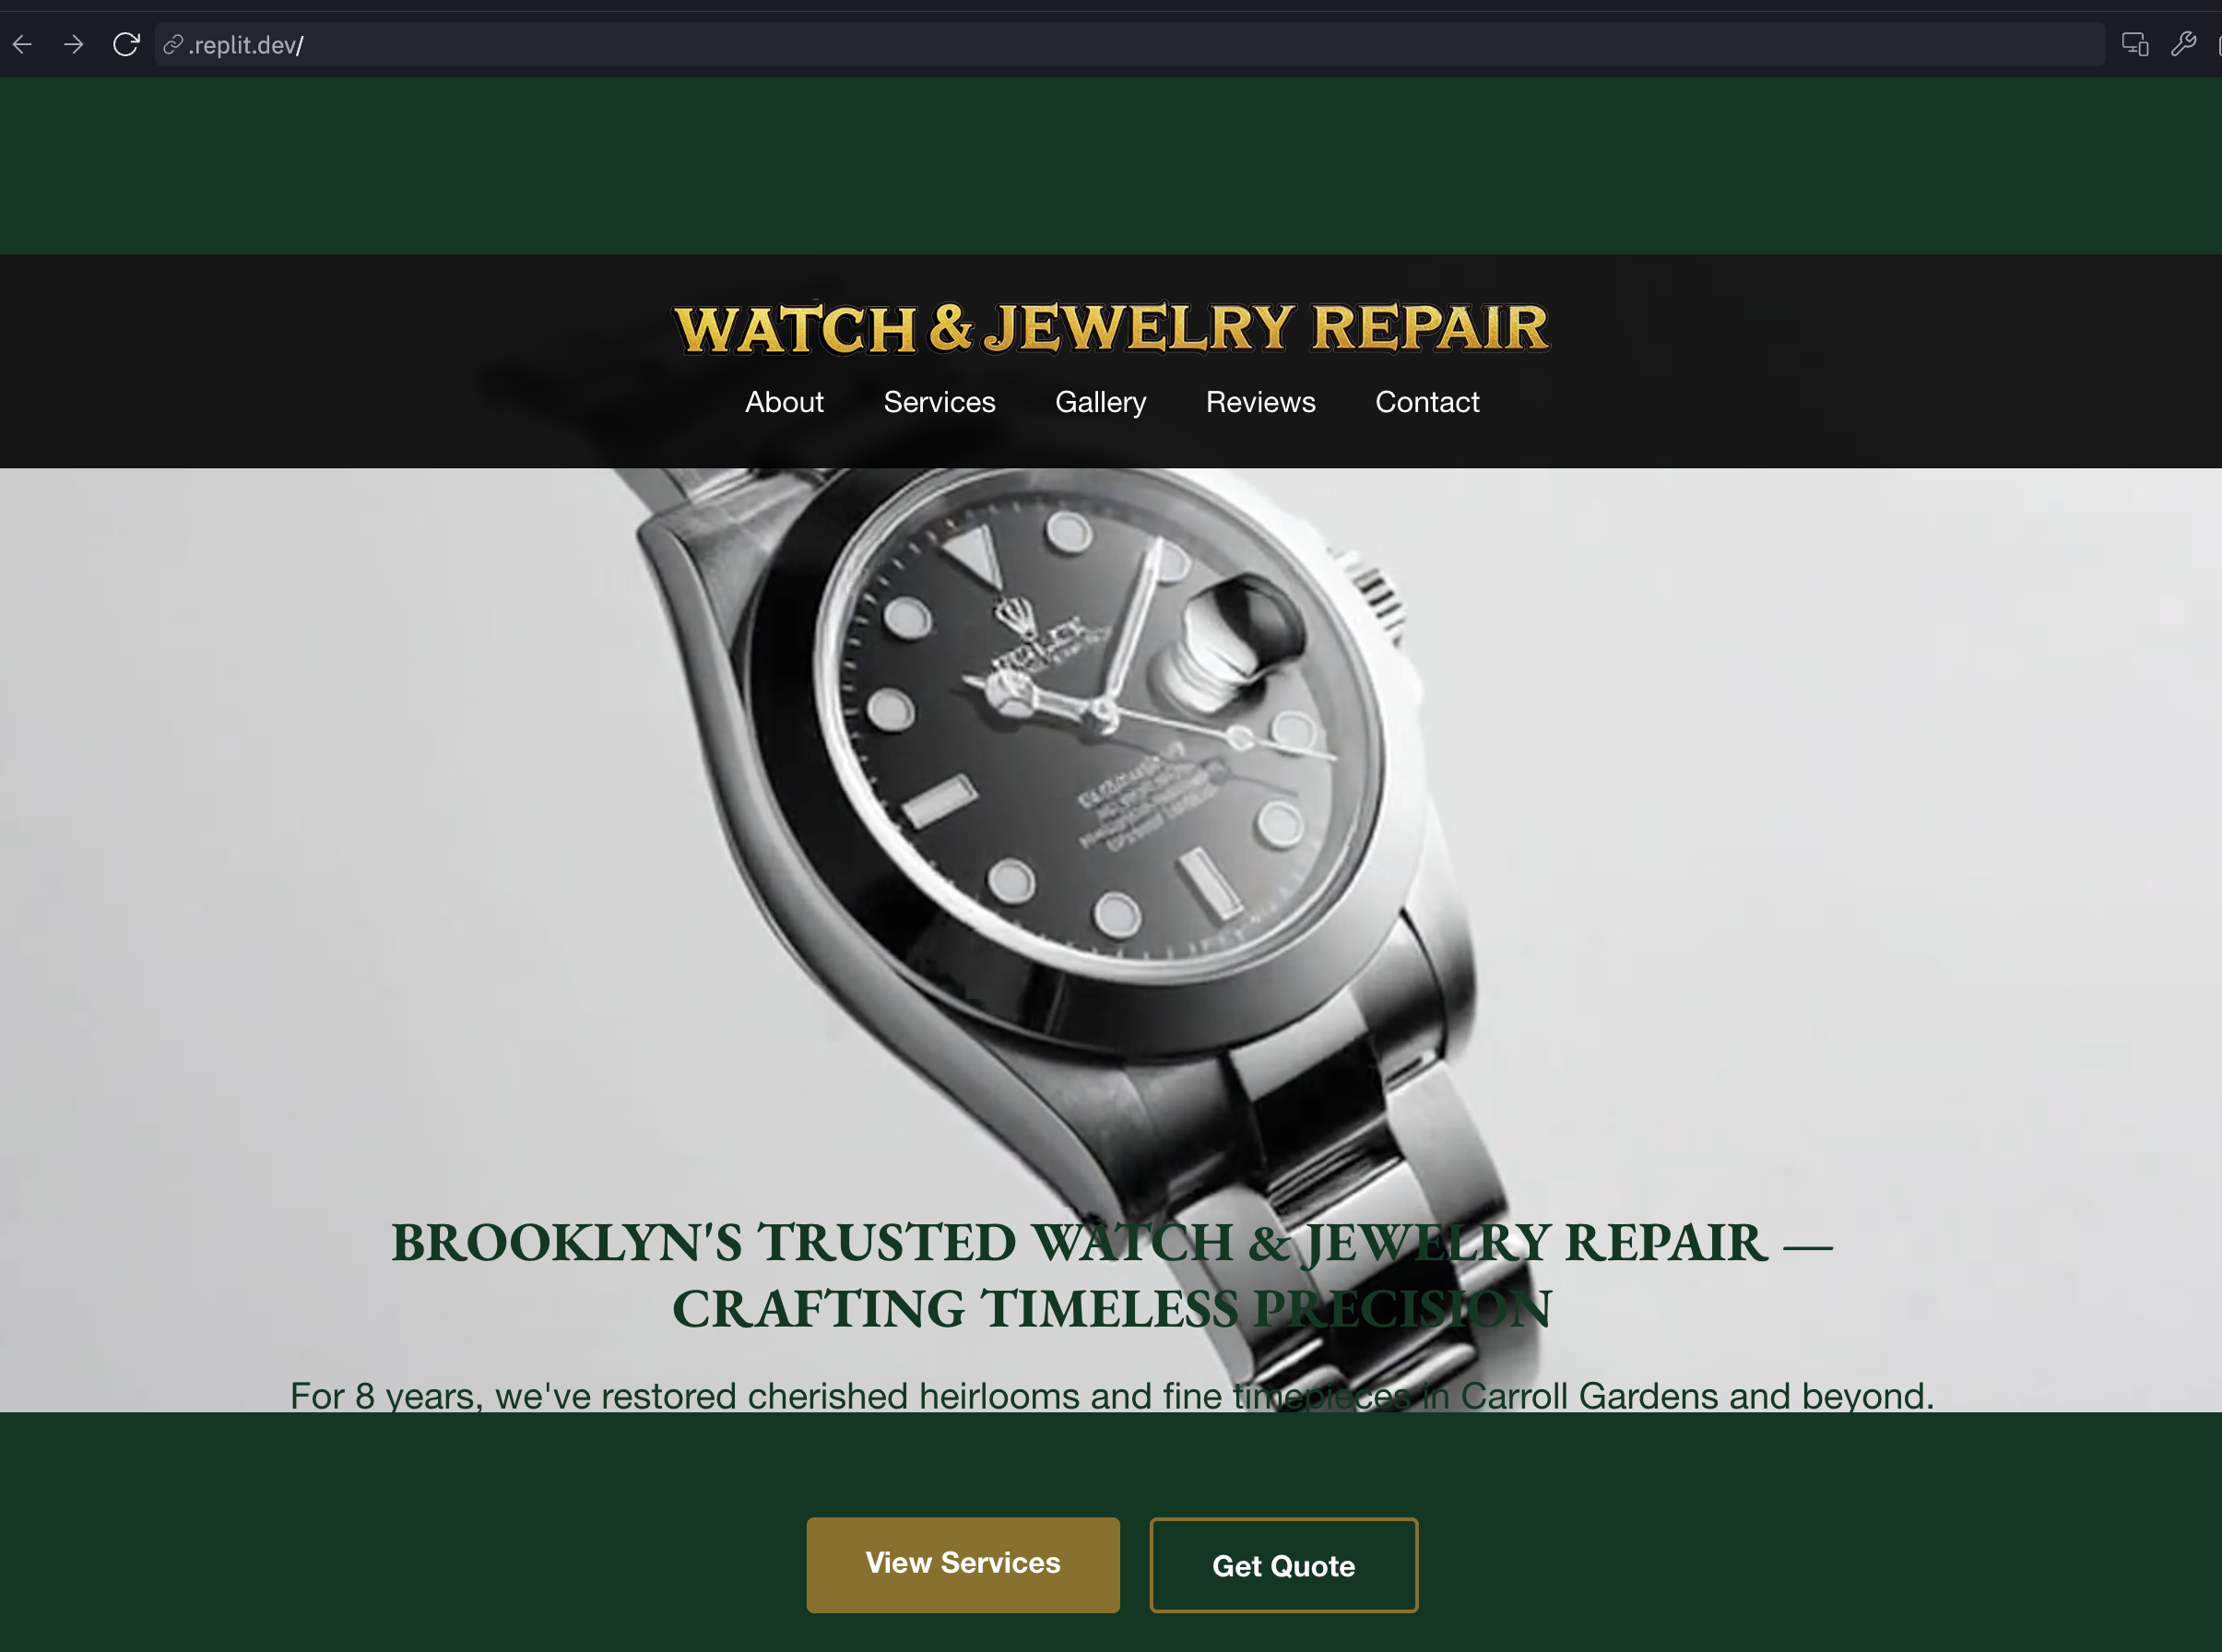 .replit.dev/
WATCH & JEWELRY REPAIR
About Services Gallery Reviews Contact
BROOKLYN'S TRUSTED WATCH & JEWELRY REPAIR —
CRAFTING TIMELESS PRECISION
For 8 years, we've restored cherished heirlooms and fine timepieces in Carroll Gardens and beyond.
View Services Get Quote